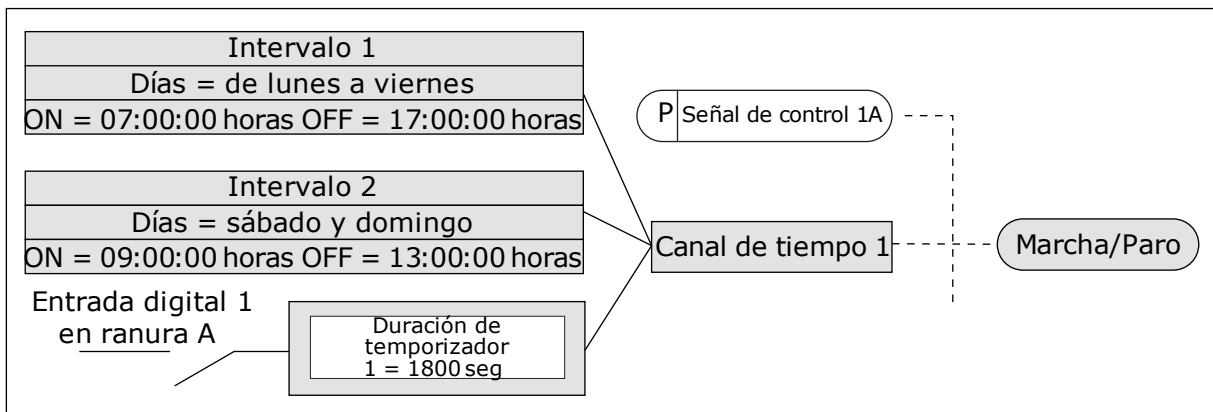 Intervalo 1
Días = de lunes a viernes
ON = 07:00:00 horas OFF = 17:00:00 horas
P Señal de control 1A
Intervalo 2
Días = sábado y domingo
ON = 09:00:00 horas OFF = 13:00:00 horas
Canal de tiempo 1
Marcha/Paro
Entrada digital 1
en ranura A
Duración de
temporizador
1 = 1800 seg